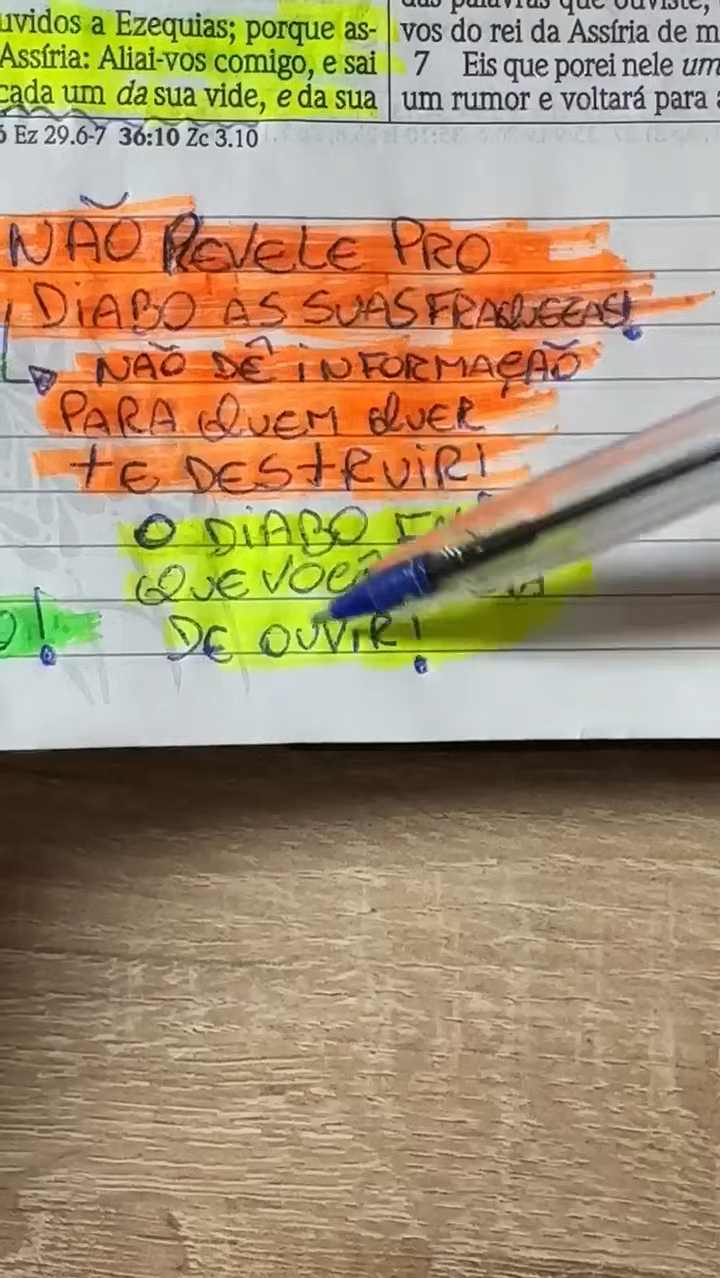 uvidos a Ezequias; porque as-
Assíria: Aliai-vos comigo, e sai
cada um da sua vide, e da sua
Ez 29.6-7 36:10 Zc 3.10
vos do rei da Assíria de m
7 Eis que porei nele um
um rumor e voltará para
NÃO REVELE PRO
DIABO AS SUAS FRAQUEZAS!
NÃO DÊ INFORMAÇÃO
PARA QUEM QUER
TE DESTRUIR!
O DIABO
QUE VOCÊ
DE OUVIR!
O!